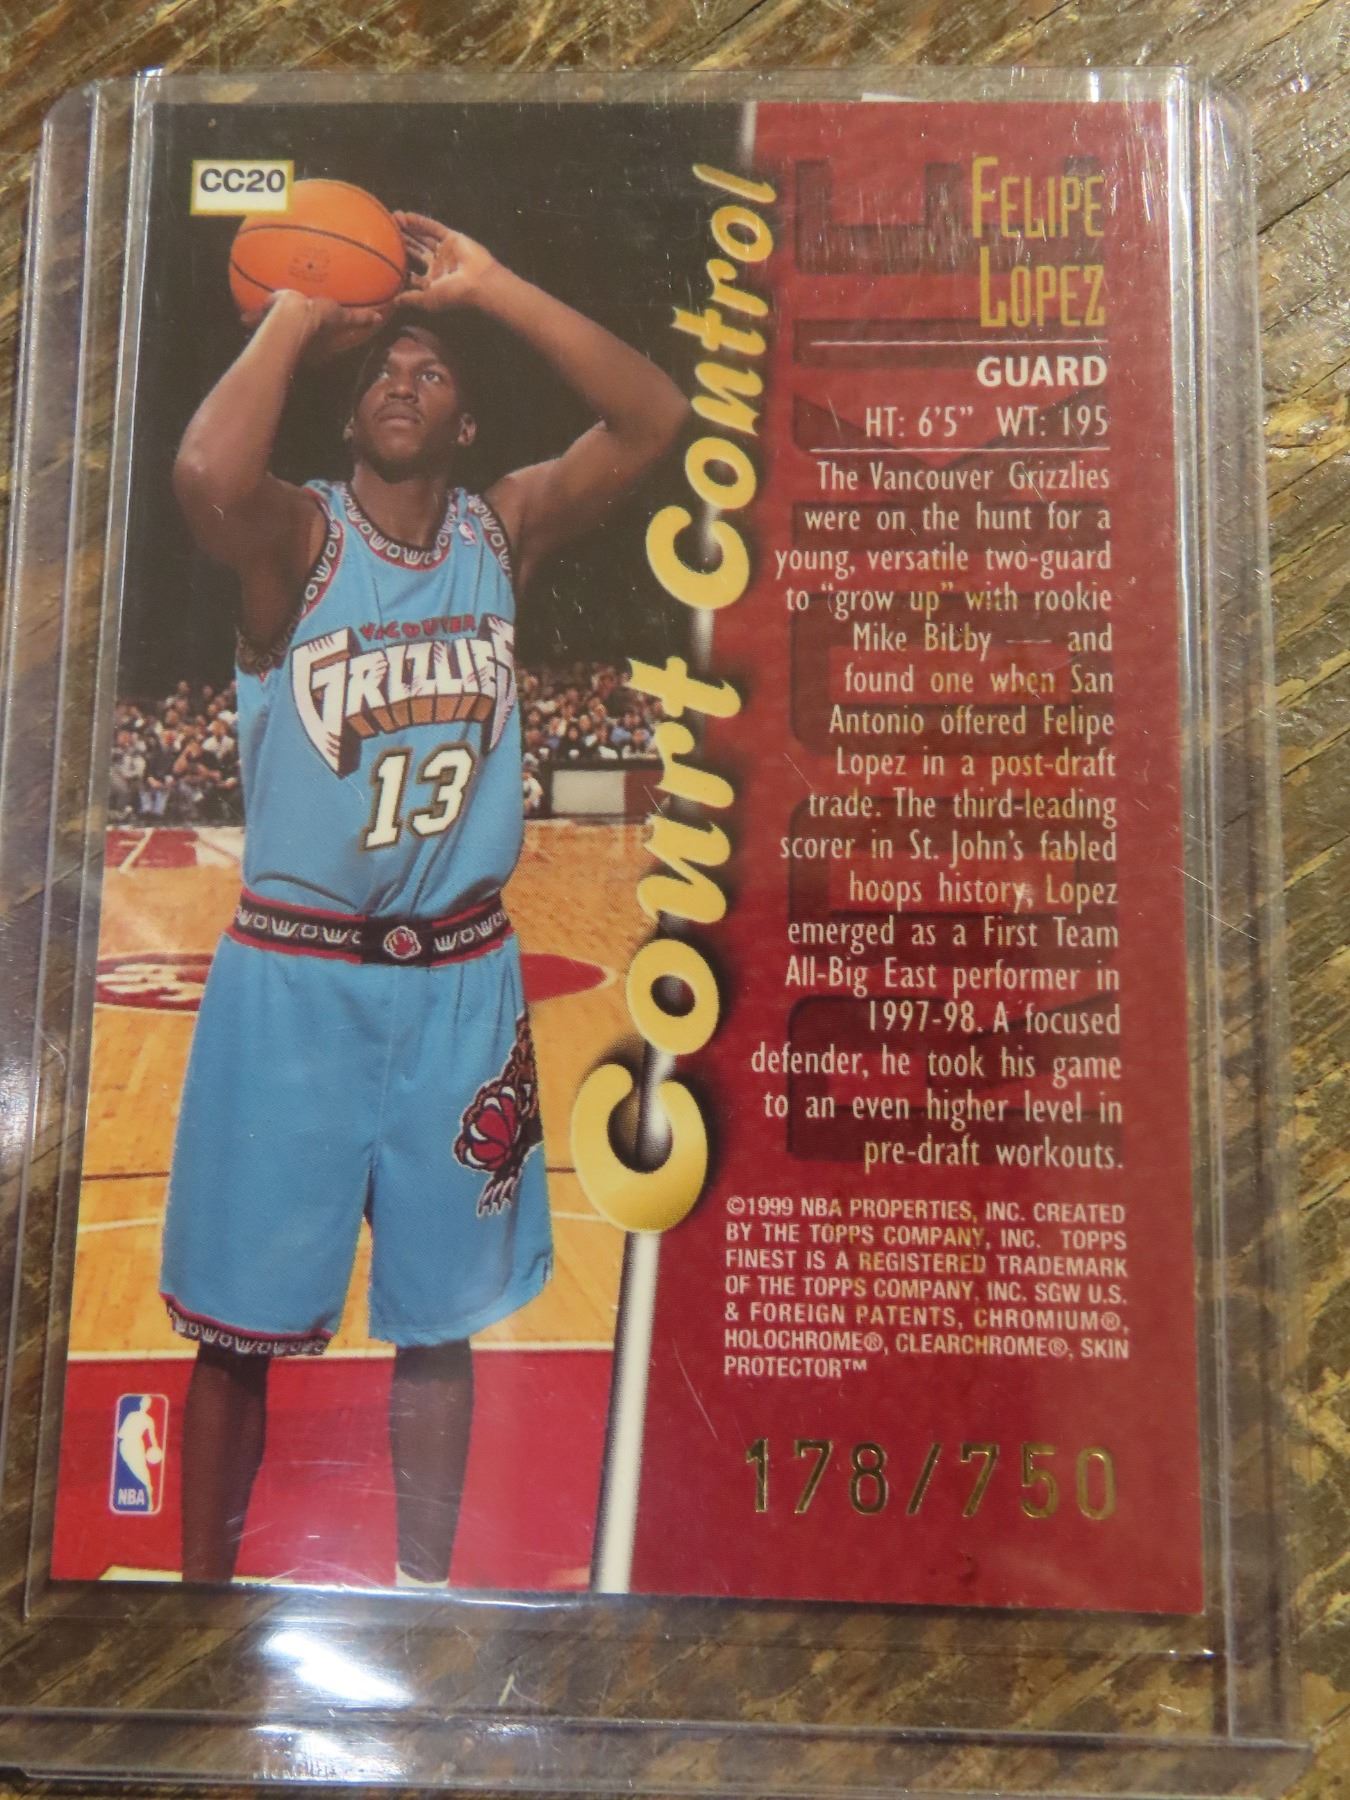 CC20
Court Control
ROOKIE
FELIPE
LOPEZ
GUARD
HT: 6'5" WT: 195
The Vancouver Grizzlies
were on the hunt for a
young, versatile two-guard
to "grow up" with rookie
Mike Bibby — and
found one when San
Antonio offered Felipe
Lopez in a post-draft
trade. The third-leading
scorer in St. John's fabled
hoops history, Lopez
emerged as a First Team
All-Big East performer in
1997-98. A focused
defender, he took his game
to an even higher level in
pre-draft workouts.
©1999 NBA PROPERTIES, INC. CREATED
BY THE TOPPS COMPANY, INC. TOPPS
FINEST IS A REGISTERED TRADEMARK
OF THE TOPPS COMPANY, INC. SGW U.S.
& FOREIGN PATENTS, CHROMIUM®,
HOLOCHROME®, CLEARCHROME®, SKIN
PROTECTOR™
178/750
VANCOUVER
GRIZZLIES
13
NBA